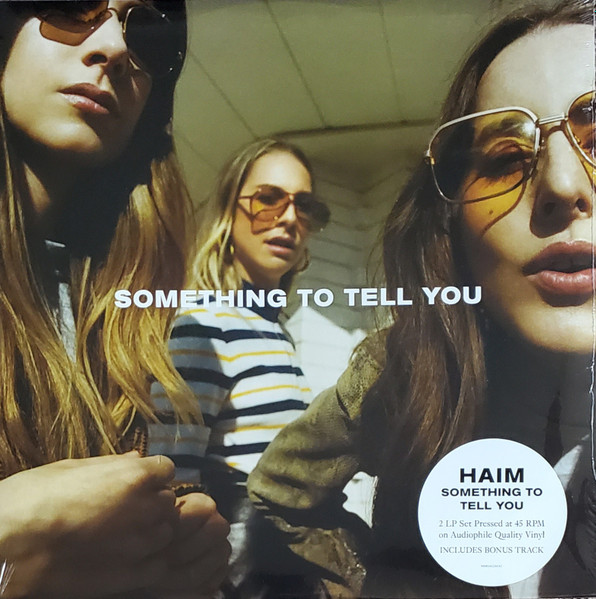 SOMETHING TO TELL YOU
HAIM
SOMETHING TO
TELL YOU
2 LP Set Pressed at 45 RPM
on Audiophile Quality Vinyl
INCLUDES BONUS TRACK